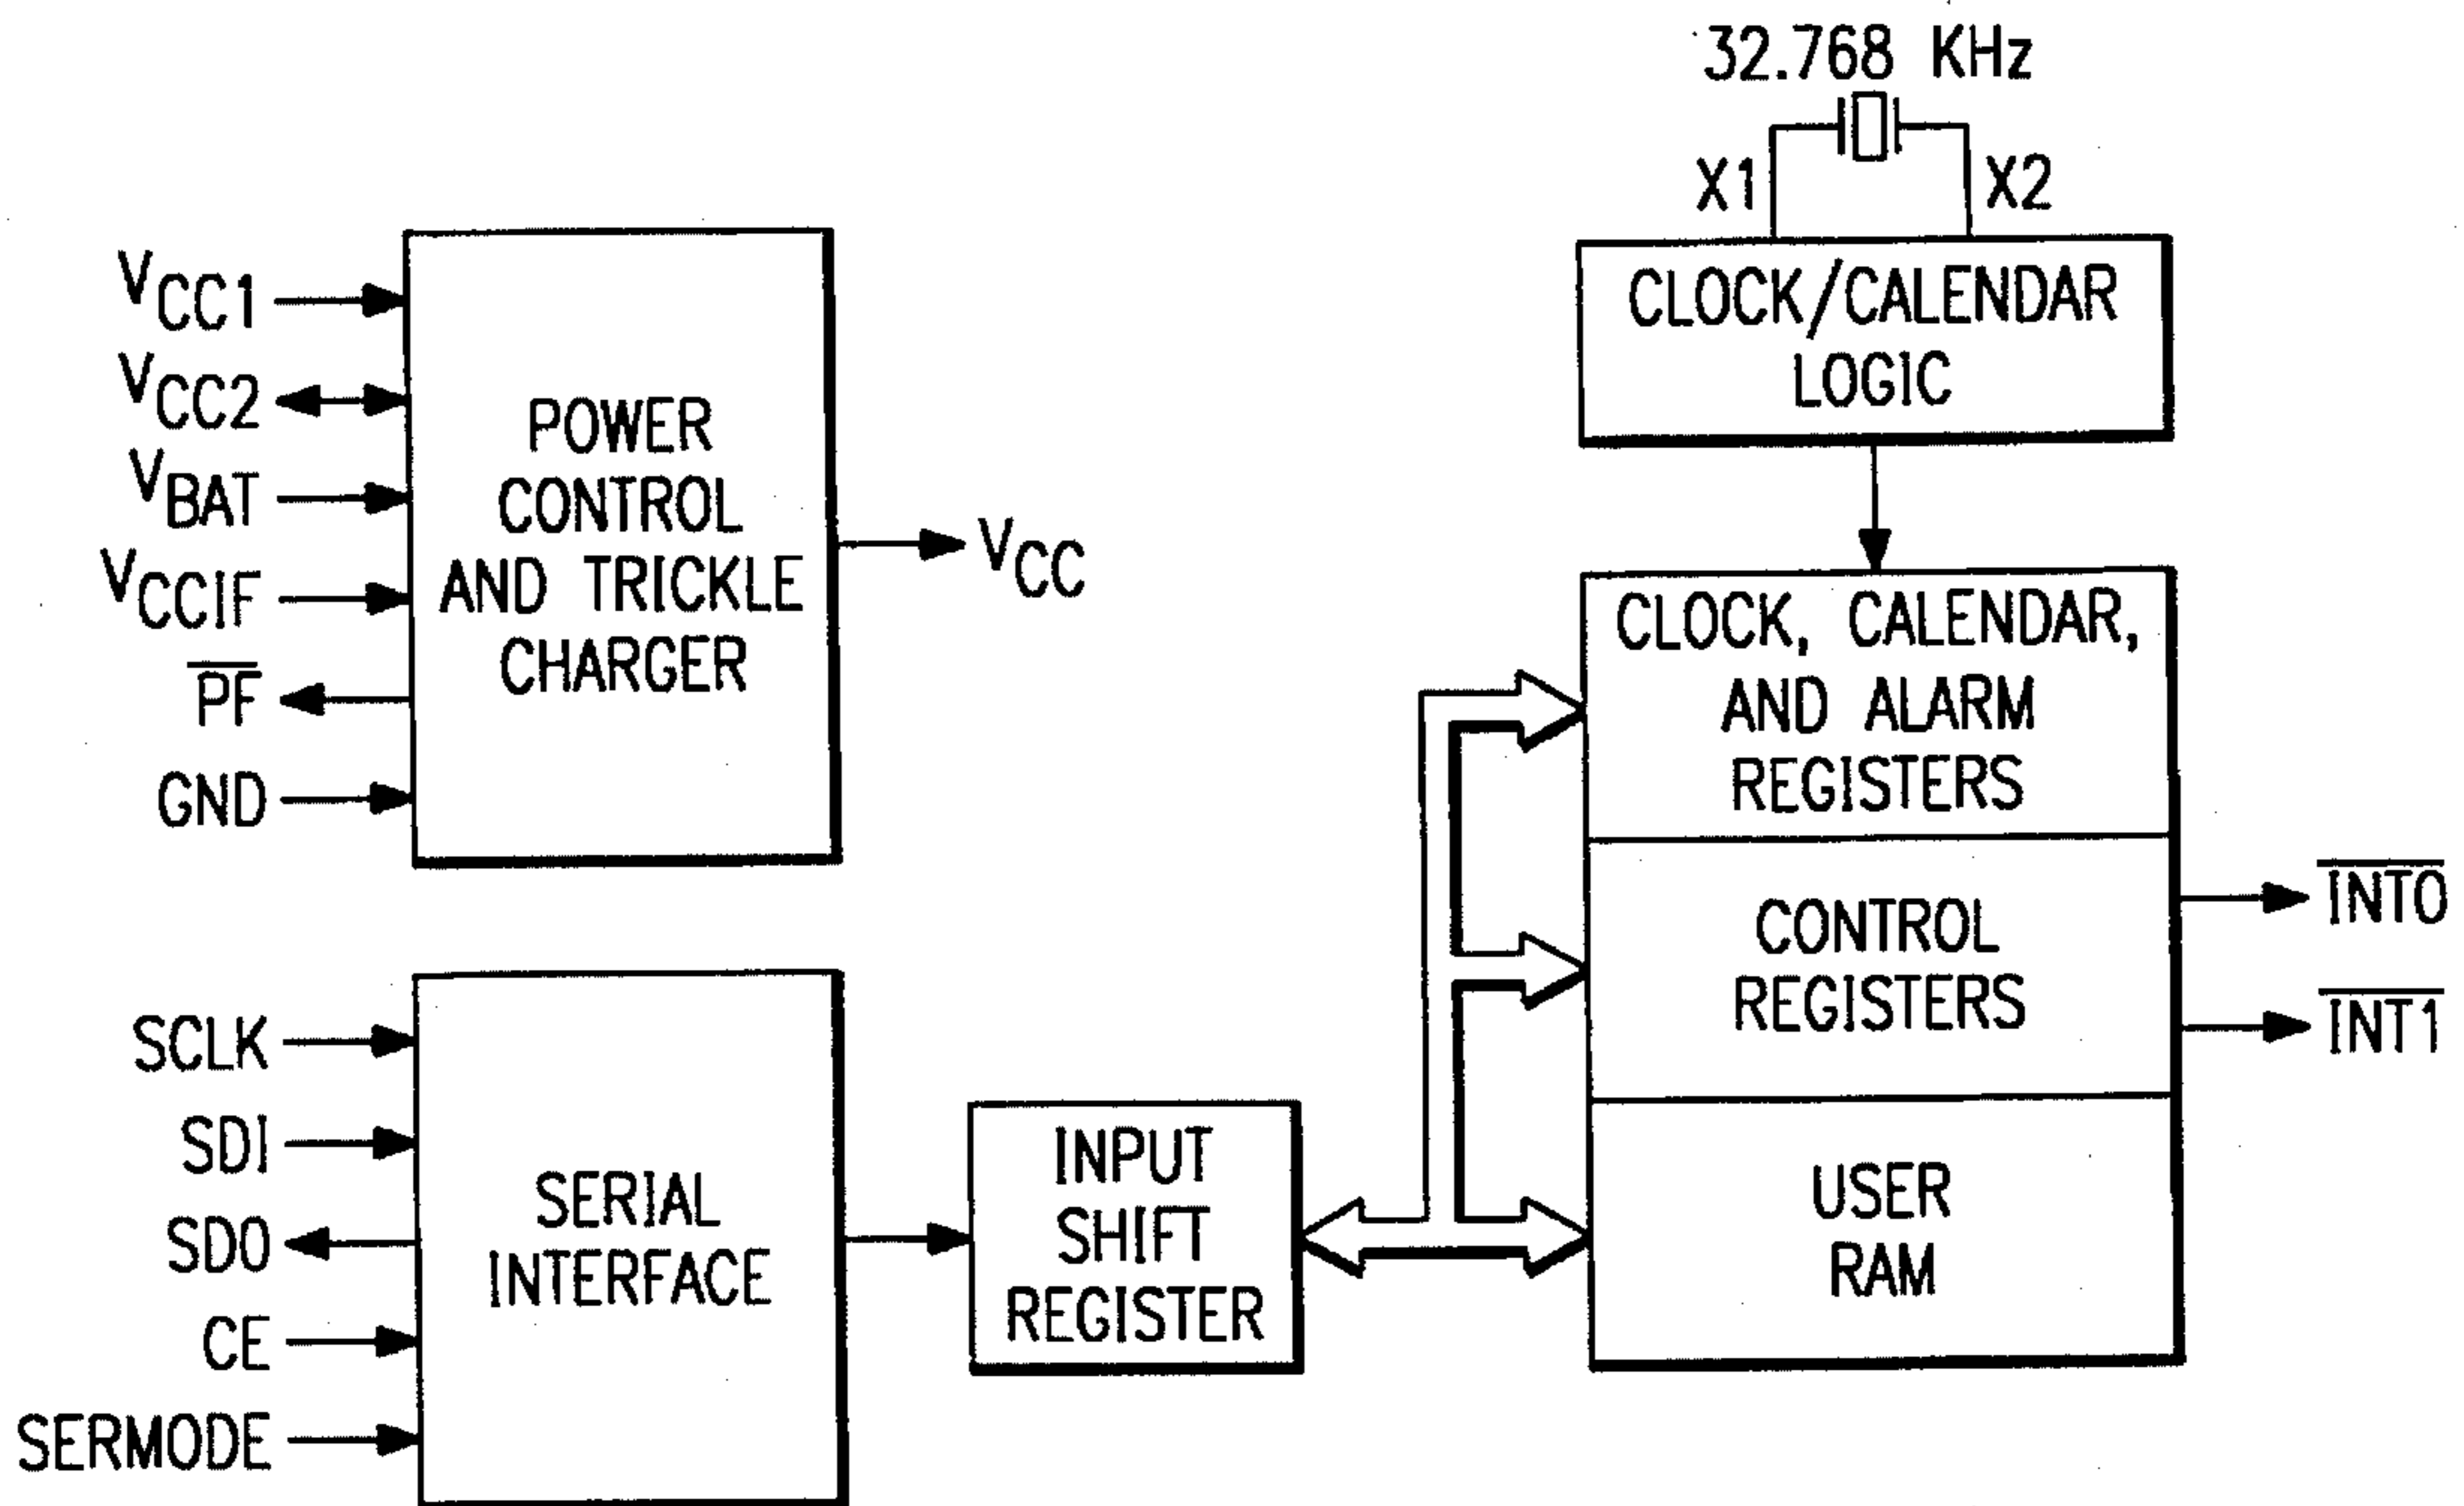 32.768 KHz
X1
X2
CLOCK/CALENDAR
LOGIC
VCC1
VCC2
VBAT
VCCIF
PF
GND
POWER
CONTROL
AND TRICKLE
CHARGER
VCC
CLOCK, CALENDAR,
AND ALARM
REGISTERS
CONTROL
REGISTERS
USER
RAM
INT0
INT1
SCLK
SDI
SDO
CE
SERMODE
SERIAL
INTERFACE
INPUT
SHIFT
REGISTER